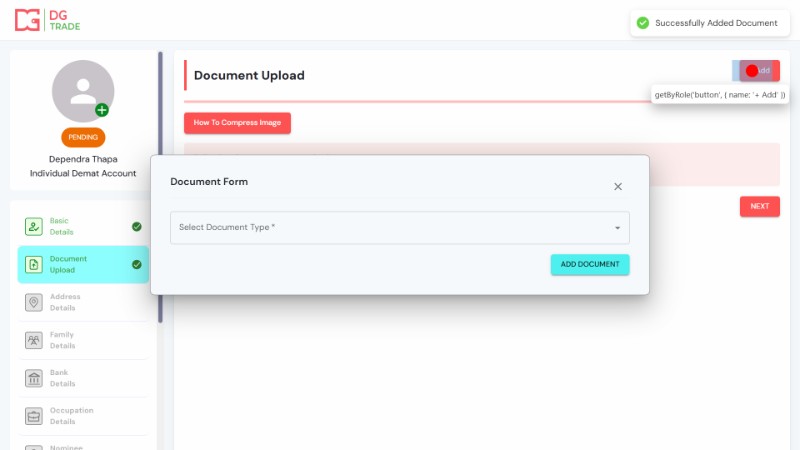 DG
TRADE
Successfully Added Document
PENDING
Dependra Thapa
Individual Demat Account
Document Upload
Add
getByRole('button', { name: '+ Add' })
How To Compress Image
Document Form
Select Document Type *
ADD DOCUMENT
NEXT
Basic
Details
Document
Upload
Address
Details
Family
Details
Bank
Details
Occupation
Details
Nominee